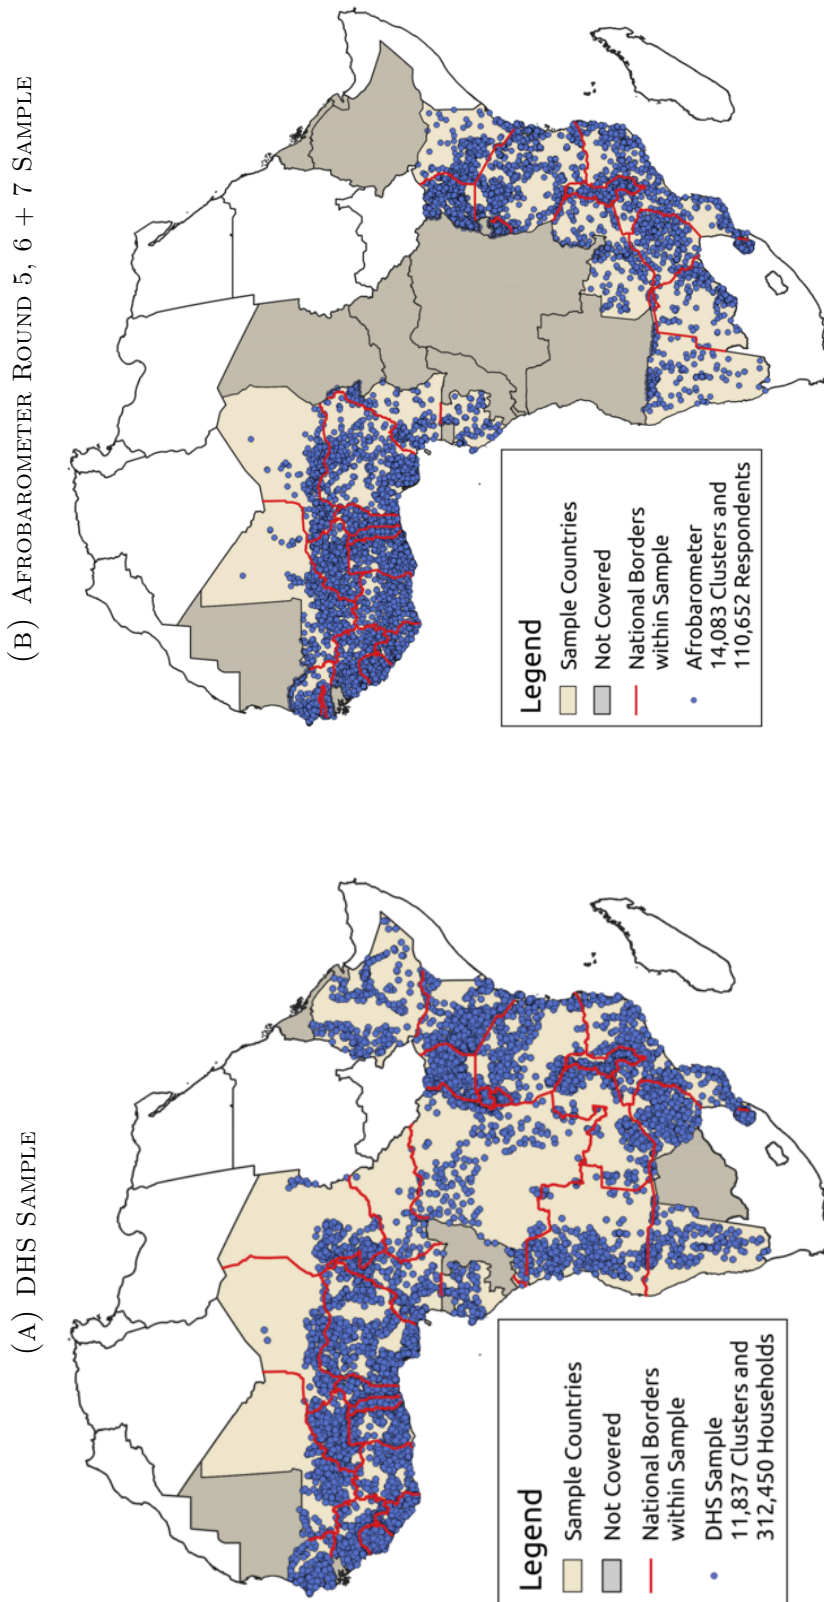 (A) DHS SAMPLE
Legend
Sample Countries
Not Covered
National Borders
within Sample
DHS Sample
11,837 Clusters and
312,450 Households
(B) AFROBAROMETER ROUND 5, 6 + 7 SAMPLE
Legend
Sample Countries
Not Covered
National Borders
within Sample
Afrobarometer
14,083 Clusters and
110,652 Respondents